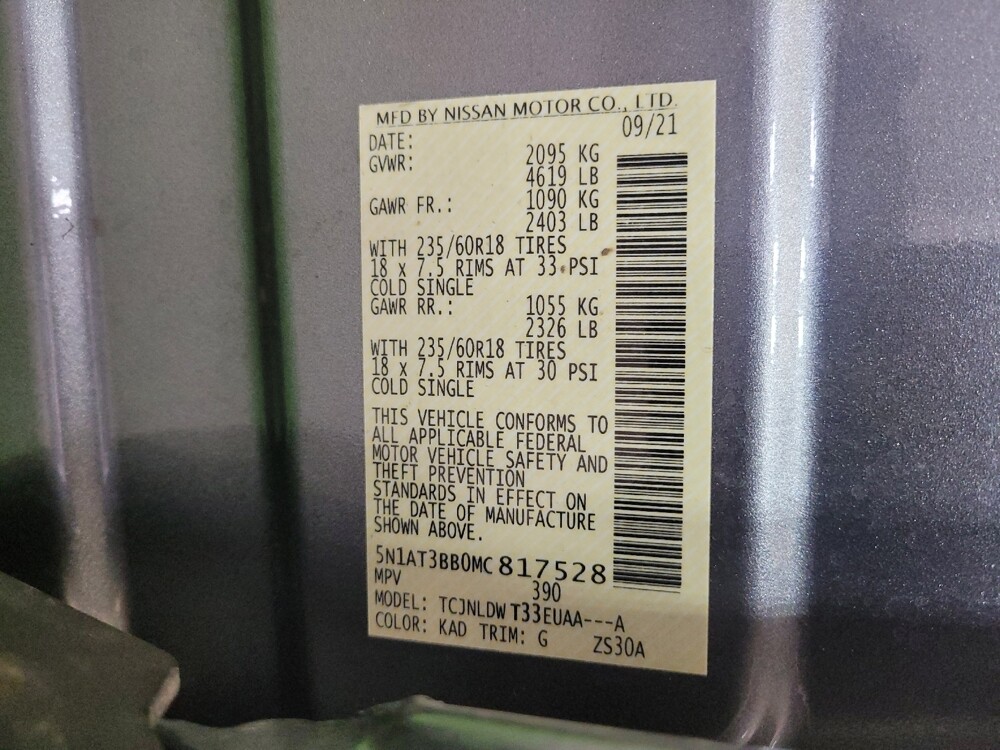 MFD BY NISSAN MOTOR CO., LTD.
DATE: 09/21
GVWR: 2095 KG
4619 LB
GAWR FR.: 1090 KG
2403 LB
WITH 235/60R18 TIRES
18 x 7.5 RIMS AT 33 PSI
COLD SINGLE
GAWR RR.: 1055 KG
2326 LB
WITH 235/60R18 TIRES
18 x 7.5 RIMS AT 30 PSI
COLD SINGLE
THIS VEHICLE CONFORMS TO
ALL APPLICABLE FEDERAL
MOTOR VEHICLE SAFETY AND
THEFT PREVENTION
STANDARDS IN EFFECT ON
THE DATE OF MANUFACTURE
SHOWN ABOVE.
5N1AT3BB0MC817528
MPV 390
MODEL: TCJNLDWT33EUAA---A
COLOR: KAD TRIM: G ZS30A